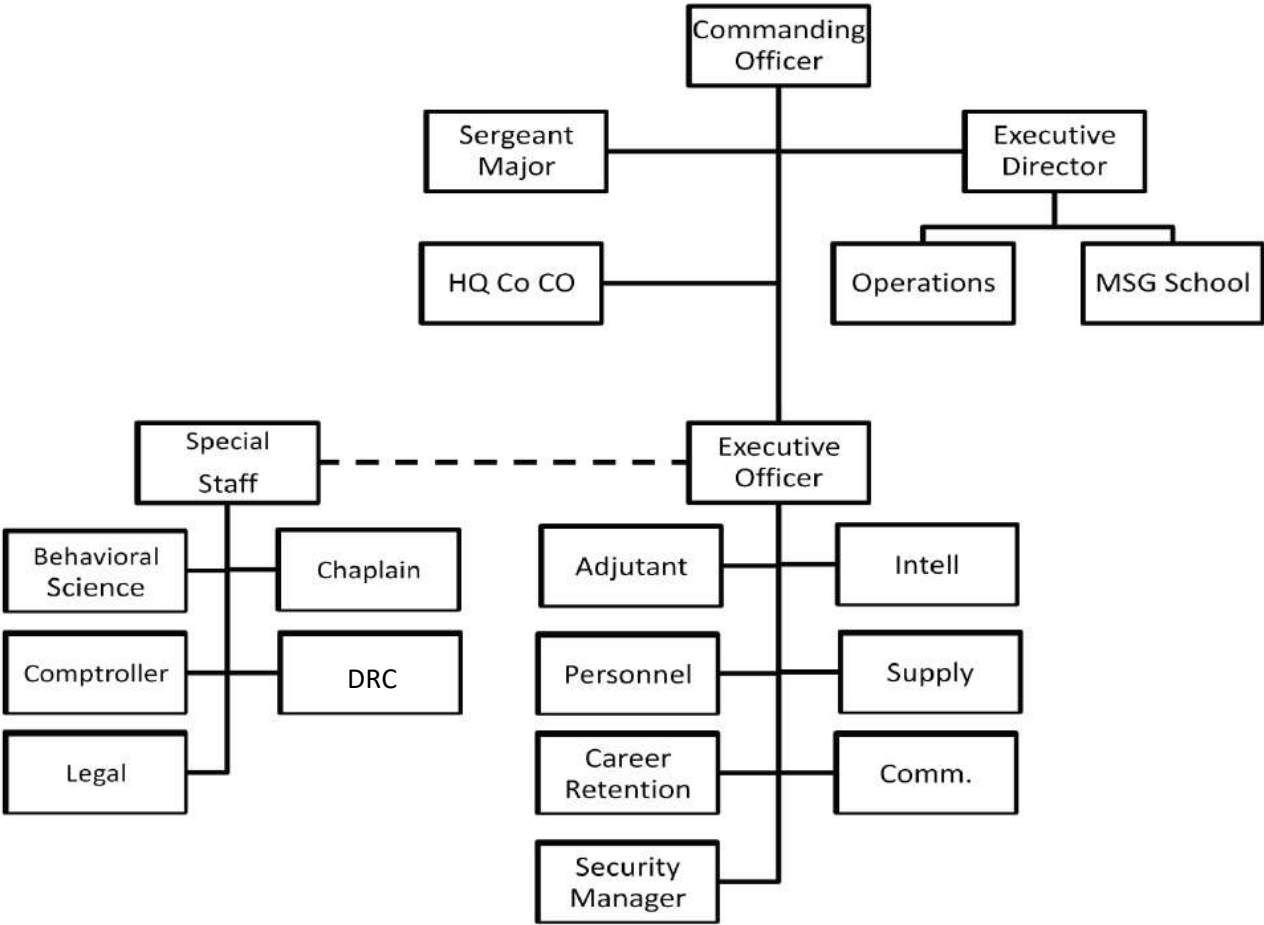 Commanding
Officer
Sergeant
Major
Executive
Director
HQ Co CO
Operations
MSG School
Special
Staff
Executive
Officer
Behavioral
Science
Chaplain
Adjutant
Intell
Comptroller
DRC
Personnel
Supply
Legal
Career
Retention
Comm.
Security
Manager